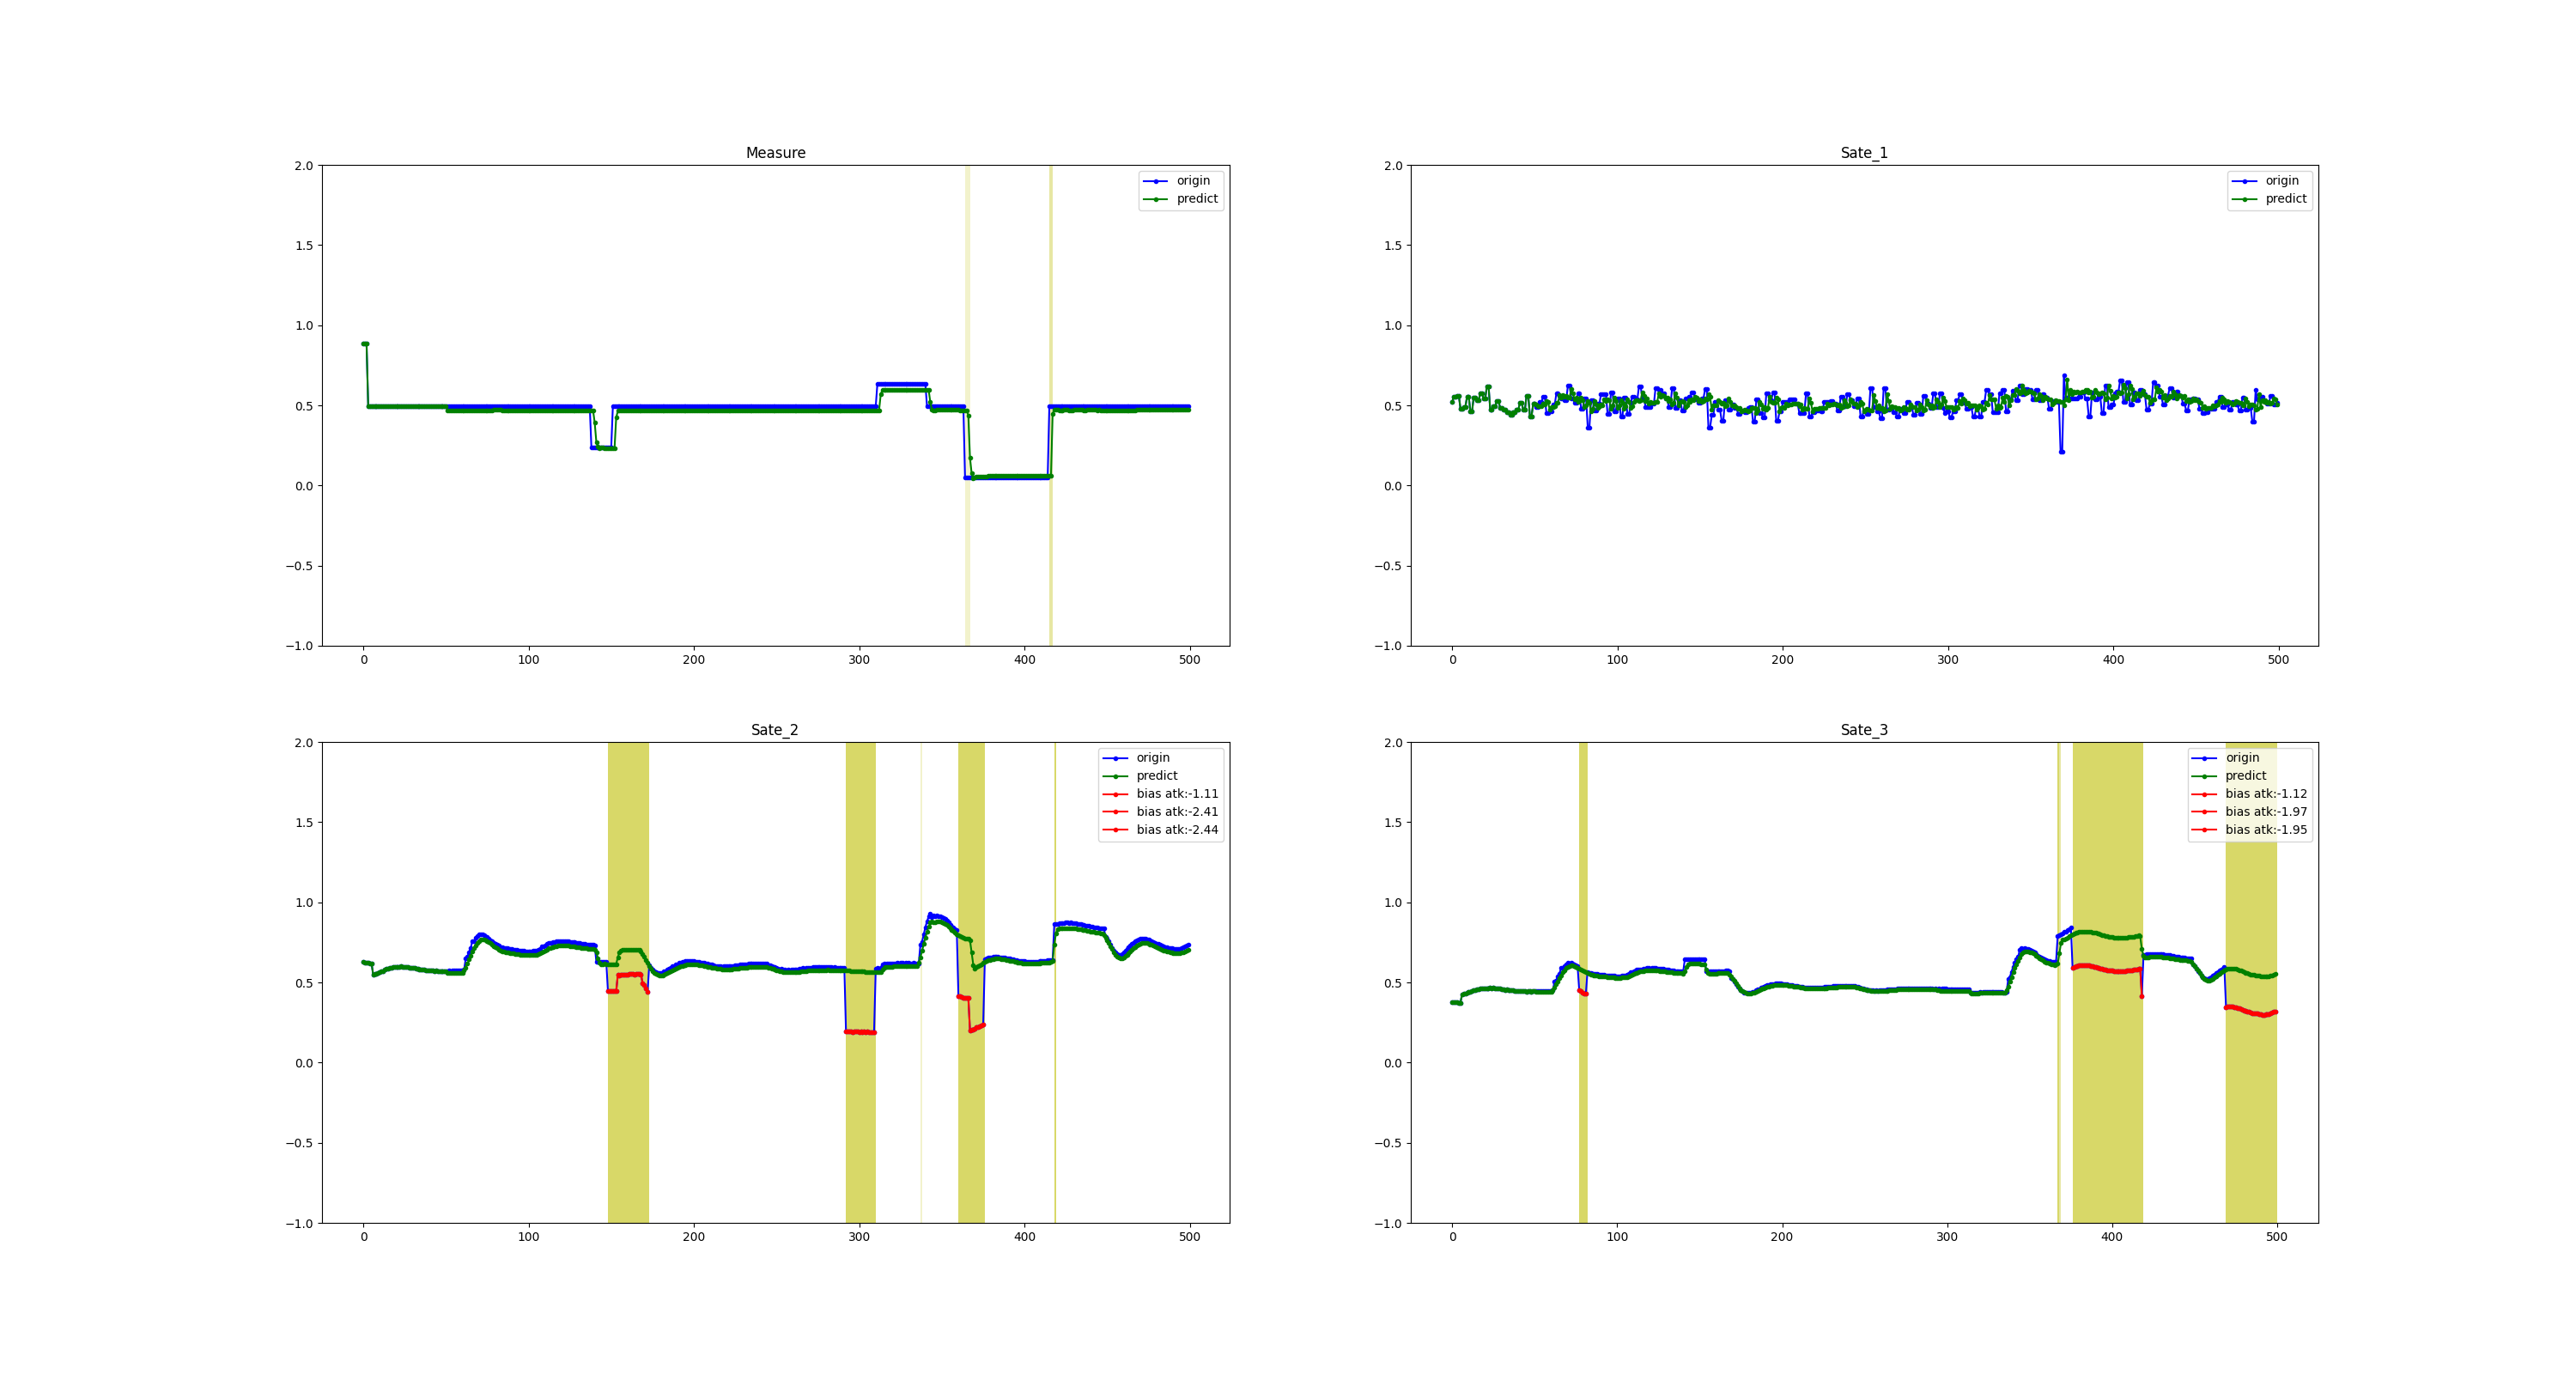 Measure
2.0
1.5
1.0
0.5
0.0
−0.5
−1.0
0 100 200 300 400 500
origin
predict
Sate_1
2.0
1.5
1.0
0.5
0.0
−0.5
−1.0
0 100 200 300 400 500
origin
predict
Sate_2
2.0
1.5
1.0
0.5
0.0
−0.5
−1.0
0 100 200 300 400 500
origin
predict
bias atk:-1.11
bias atk:-2.41
bias atk:-2.44
Sate_3
2.0
1.5
1.0
0.5
0.0
−0.5
−1.0
0 100 200 300 400 500
origin
predict
bias atk:-1.12
bias atk:-1.97
bias atk:-1.95